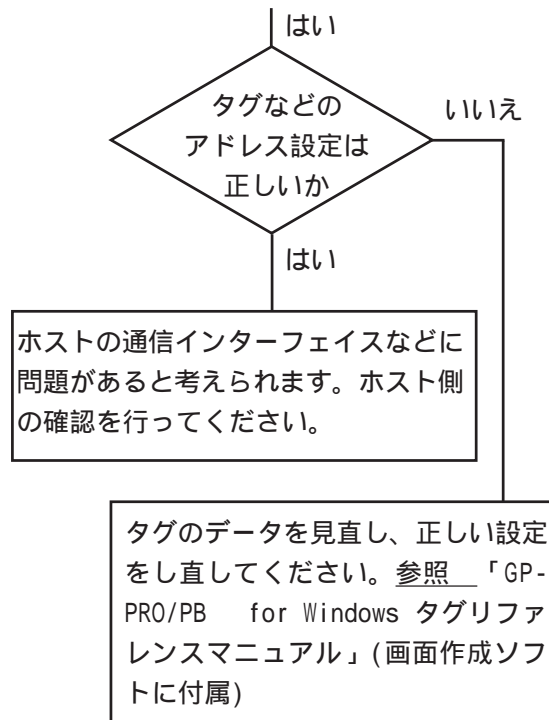 はい
タグなどの
アドレス設定は
正しいか
いいえ
はい
ホストの通信インターフェイスなどに
問題があると考えられます。ホスト側
の確認を行ってください。
タグのデータを見直し、正しい設定
をし直してください。参照 「GP-
PRO/PB for Windows タグリファ
レンスマニュアル」(画面作成ソフ
トに付属)